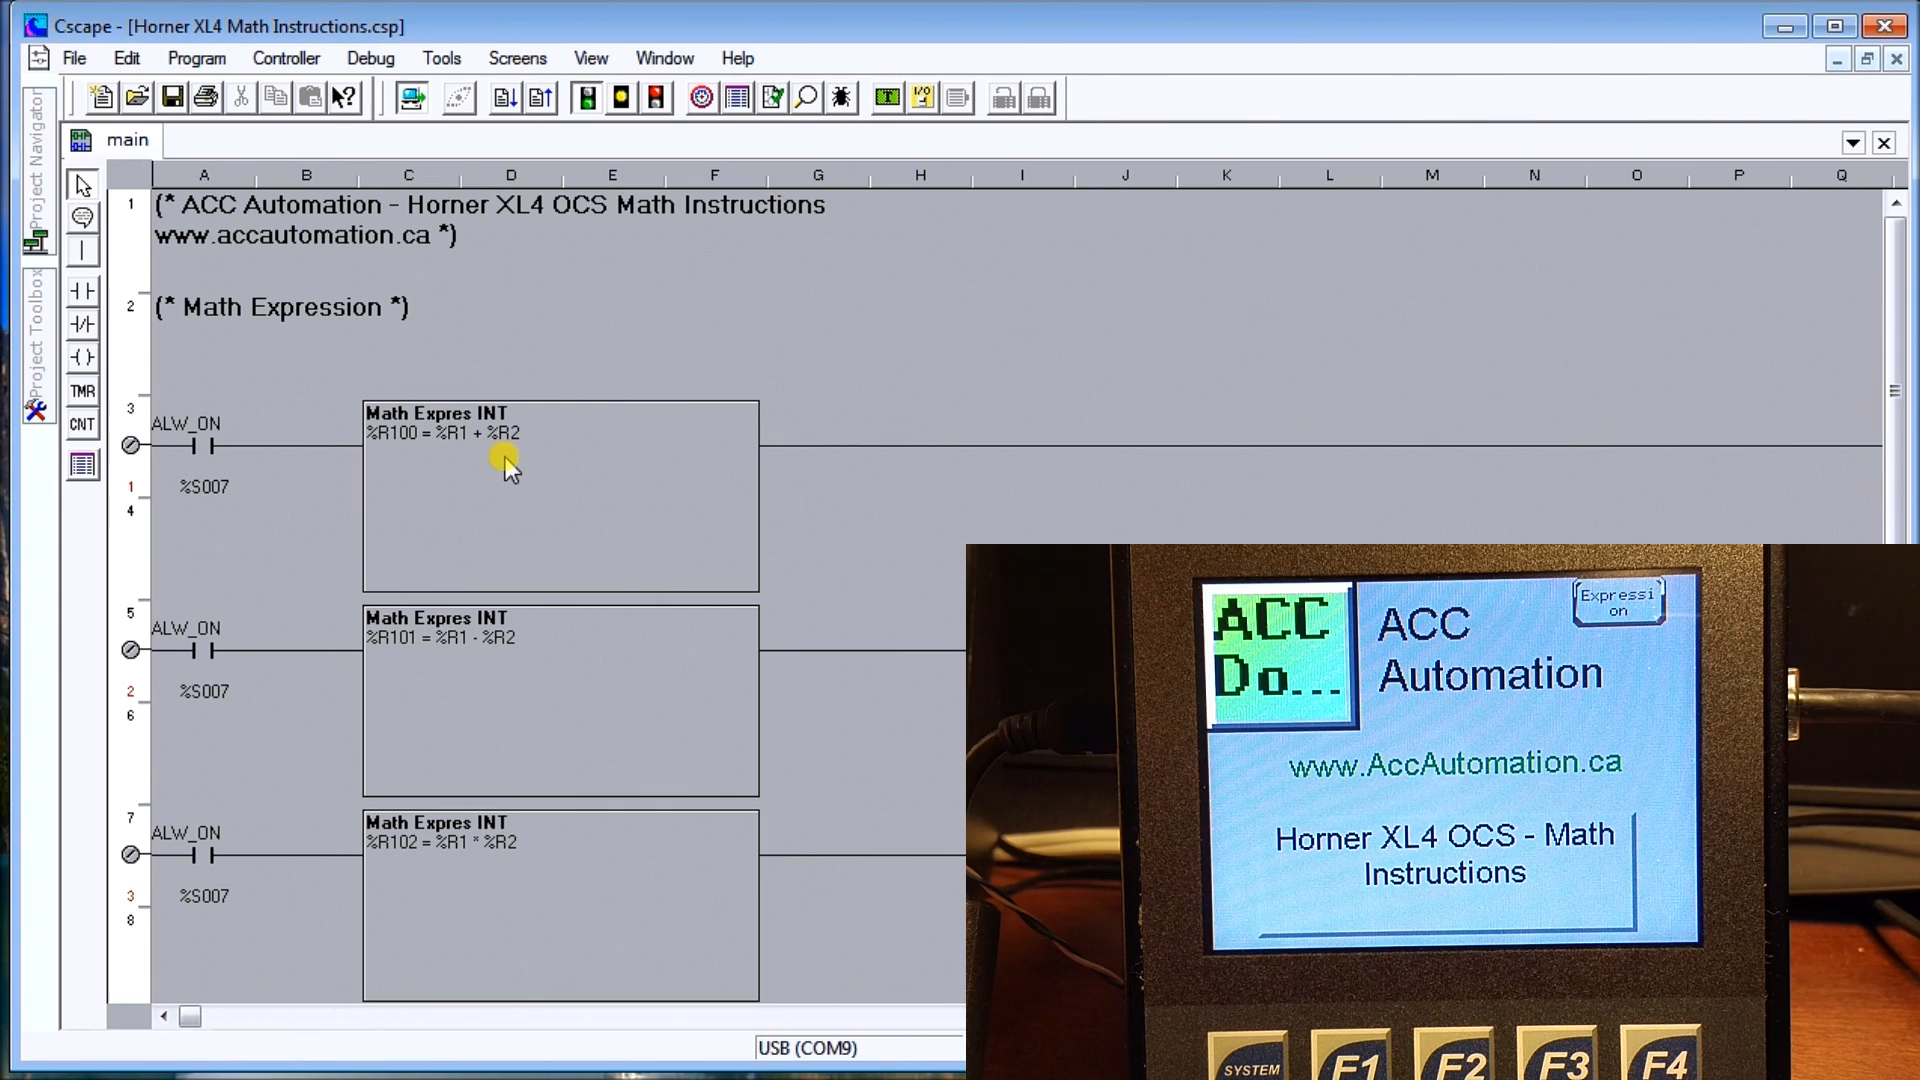 Cscape - [Horner XL4 Math Instructions.csp]
File Edit Program Controller Debug Tools Screens View Window Help
main
Project Navigator
Project Toolbox
A B C D E F G H I J K L M N O P Q
1 (* ACC Automation - Horner XL4 OCS Math Instructions
www.accautomation.ca *)
2 (* Math Expression *)
TMR
CNT
3
ALW_ON
Math Expres INT
%R100 = %R1 + %R2
1 %S007
4
5
ALW_ON
Math Expres INT
%R101 = %R1 - %R2
2 %S007
6
7
ALW_ON
Math Expres INT
%R102 = %R1 * %R2
3 %S007
8
USB (COM9)
ACC
Do...
ACC
Automation
Expressi
on
www.AccAutomation.ca
Horner XL4 OCS - Math
Instructions
SYSTEM F1 F2 F3 F4